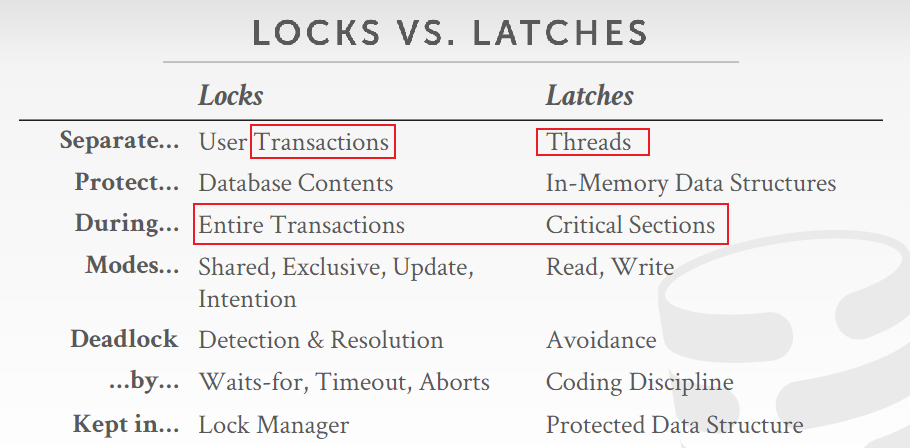 LOCKS VS. LATCHES
Locks Latches
Separate... User Transactions Threads
Protect... Database Contents In-Memory Data Structures
During... Entire Transactions Critical Sections
Modes... Shared, Exclusive, Update, Read, Write
Intention
Deadlock Detection & Resolution Avoidance
...by... Waits-for, Timeout, Aborts Coding Discipline
Kept in... Lock Manager Protected Data Structure